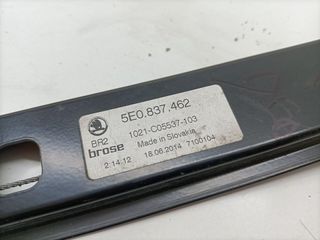 5E0.837.462
1021-C05537-103
BR2
Made in Slovakia
brose
2:14.12 18.06.2014 7100104